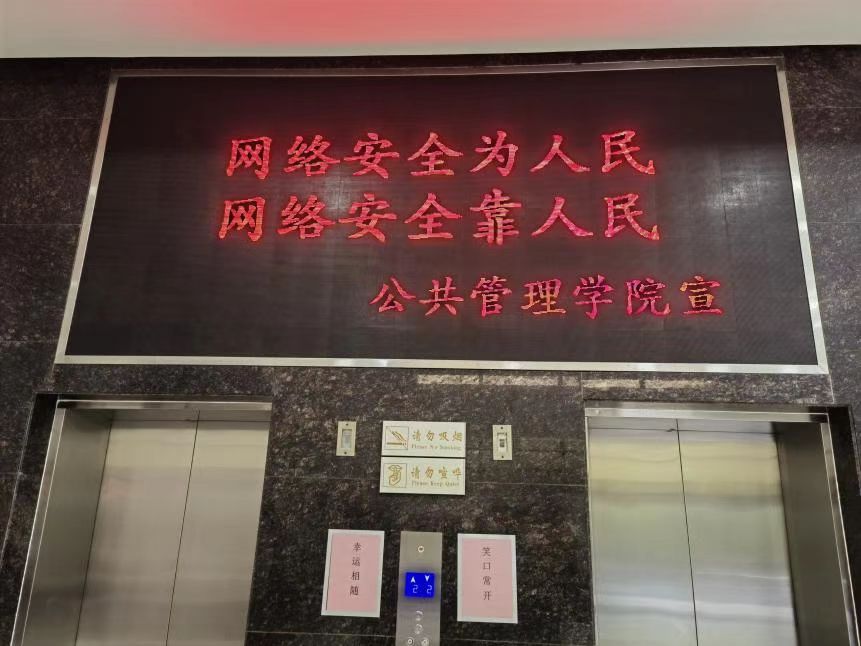 网络安全为人民
网络安全靠人民
公共管理学院宣
请勿吸烟
Please No Smoking
请勿喧哗
Please Keep Quiet
幸运相随
2 2
笑口常开